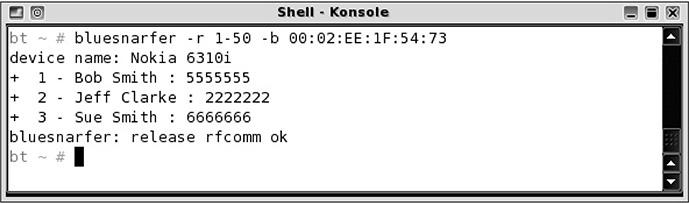 Shell - Konsole
bt ~ # bluesnarfer -r 1-50 -b 00:02:EE:1F:54:73
device name: Nokia 6310i
+  1 - Bob Smith : 5555555
+  2 - Jeff Clarke : 2222222
+  3 - Sue Smith : 6666666
bluesnarfer: release rfcomm ok
bt ~ #